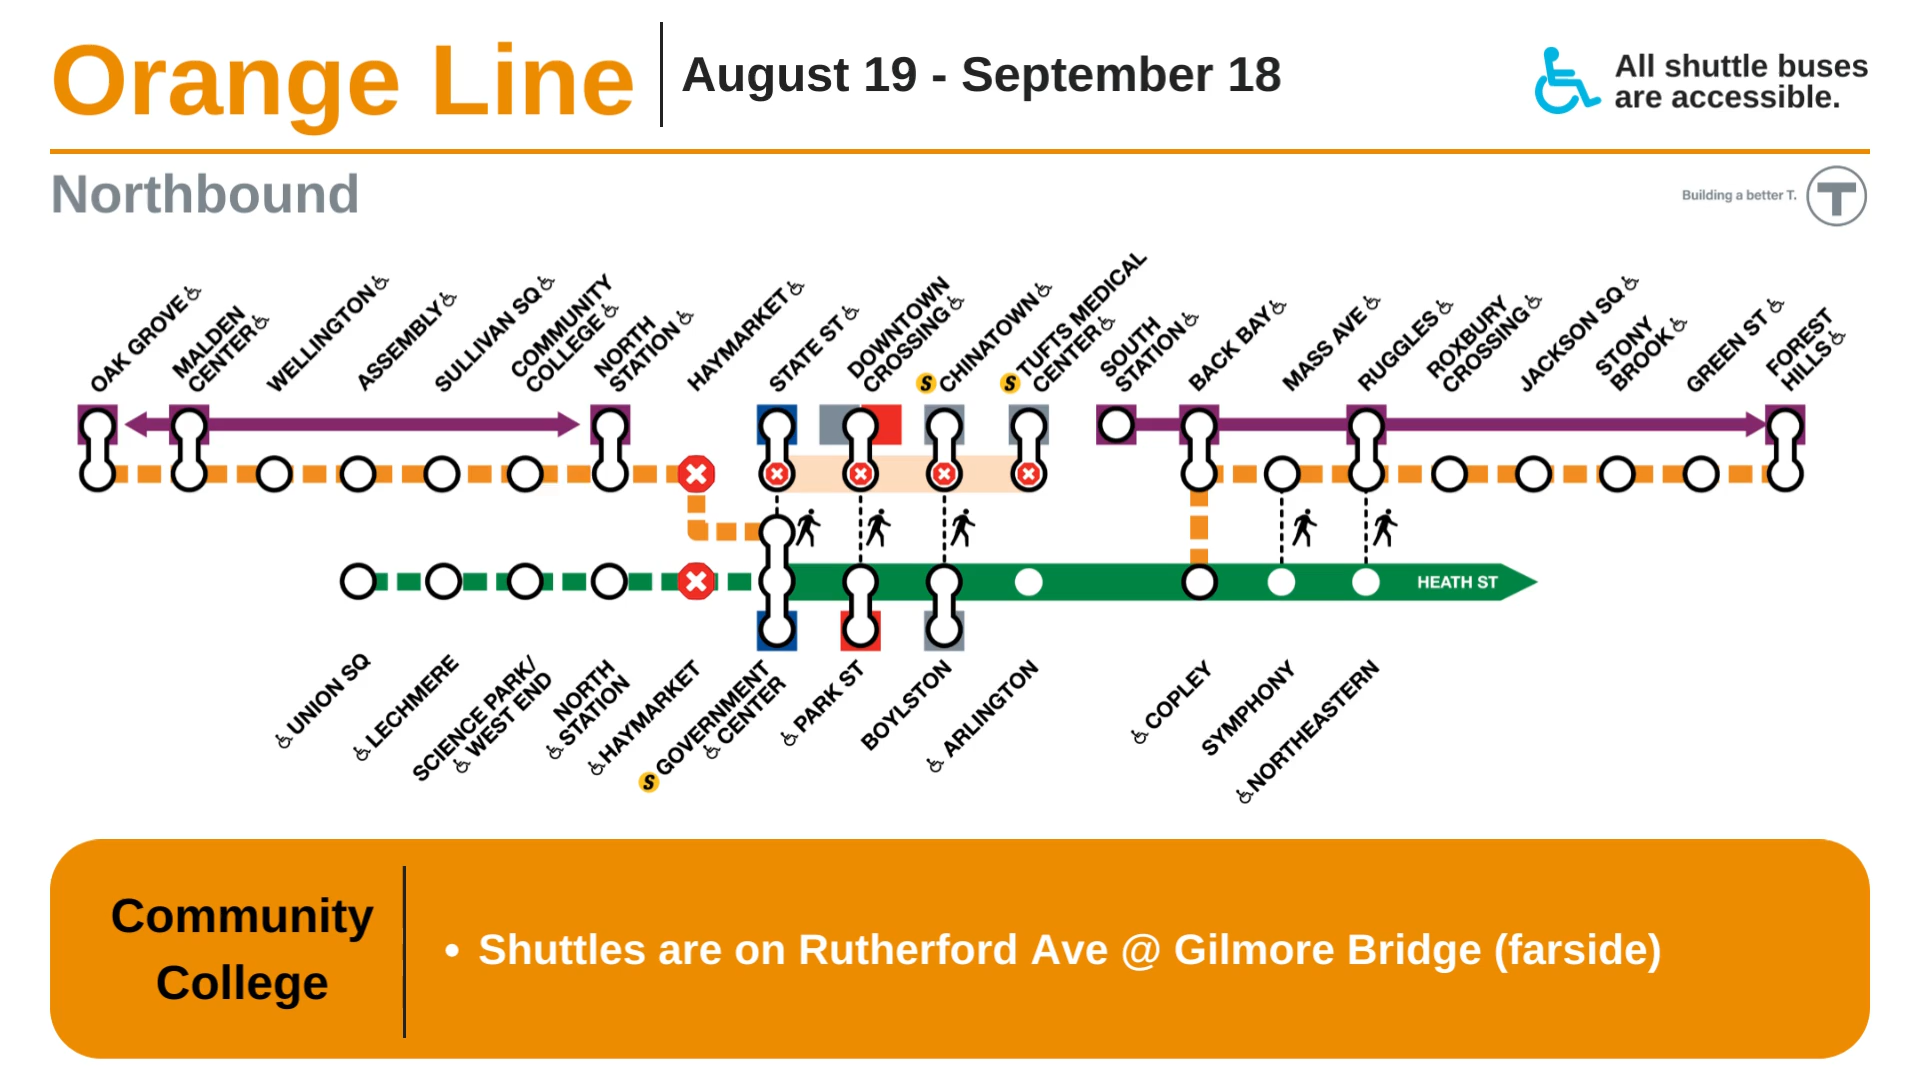 Orange Line
August 19 - September 18
All shuttle buses
are accessible.
Northbound
Building a better T.
T
OAK GROVE
MALDEN
CENTER
WELLINGTON
ASSEMBLY
SULLIVAN SQ
COMMUNITY
COLLEGE
NORTH
STATION
HAYMARKET
STATE ST
DOWNTOWN
CROSSING
S CHINATOWN
S TUFTS MEDICAL
CENTER
SOUTH
STATION
BACK BAY
MASS AVE
RUGGLES
ROXBURY
CROSSING
JACKSON SQ
STONY
BROOK
GREEN ST
FOREST
HILLS
HEATH ST
UNION SQ
LECHMERE
SCIENCE PARK/
WEST END
NORTH
STATION
HAYMARKET
S GOVERNMENT
CENTER
PARK ST
BOYLSTON
ARLINGTON
COPLEY
SYMPHONY
NORTHEASTERN
Community
College
• Shuttles are on Rutherford Ave @ Gilmore Bridge (farside)